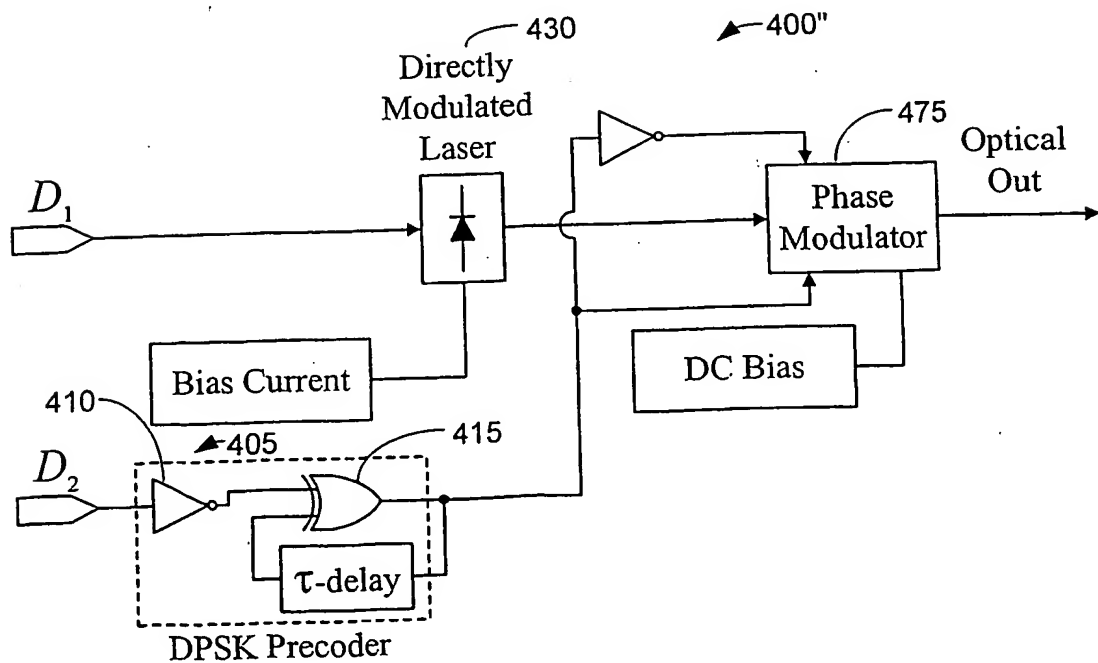 430
400"
Directly
Modulated
Laser
475
Optical
Out
D₁
Phase
Modulator
Bias Current
DC Bias
410
405
415
D₂
τ-delay
DPSK Precoder